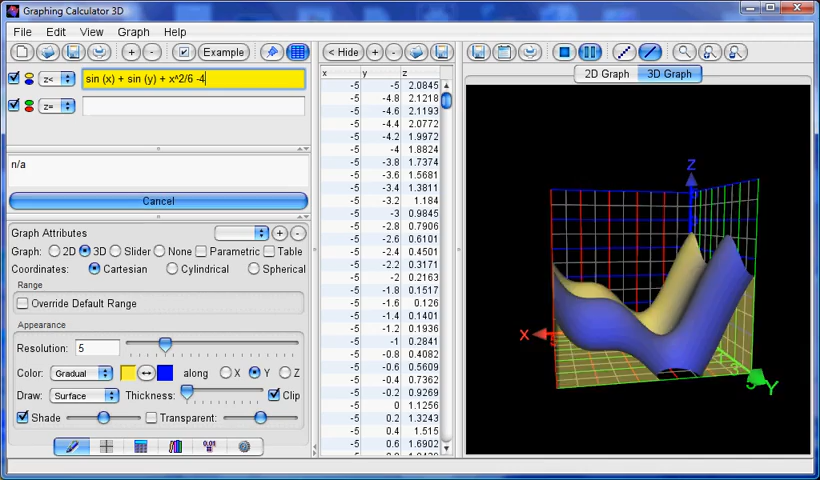 Graphing Calculator 3D
File Edit View Graph Help
Example
< Hide
2D Graph 3D Graph
z< sin (x) + sin (y) + x^2/6 -4
z=
n/a
Cancel
Graph Attributes
Graph: 2D 3D Slider None Parametric Table
Coordinates: Cartesian Cylindrical Spherical
Range
Override Default Range
Appearance
Resolution: 5
Color: Gradual along X Y Z
Draw: Surface Thickness: Clip
Shade Transparent:
x y z
-5 -5 2.0845
-5 -4.8 2.1218
-5 -4.6 2.1193
-5 -4.4 2.0772
-5 -4.2 1.9972
-5 -4 1.8824
-5 -3.8 1.7374
-5 -3.6 1.5681
-5 -3.4 1.3811
-5 -3.2 1.184
-5 -3 0.9845
-5 -2.8 0.7906
-5 -2.6 0.6101
-5 -2.4 0.4501
-5 -2.2 0.3171
-5 -2 0.2163
-5 -1.8 0.1517
-5 -1.6 0.126
-5 -1.4 0.1401
-5 -1.2 0.1936
-5 -1 0.2841
-5 -0.8 0.4082
-5 -0.6 0.5609
-5 -0.4 0.7362
-5 -0.2 0.9269
-5 0 1.1256
-5 0.2 1.3243
-5 0.4 1.515
-5 0.6 1.6902
Z
X
Y